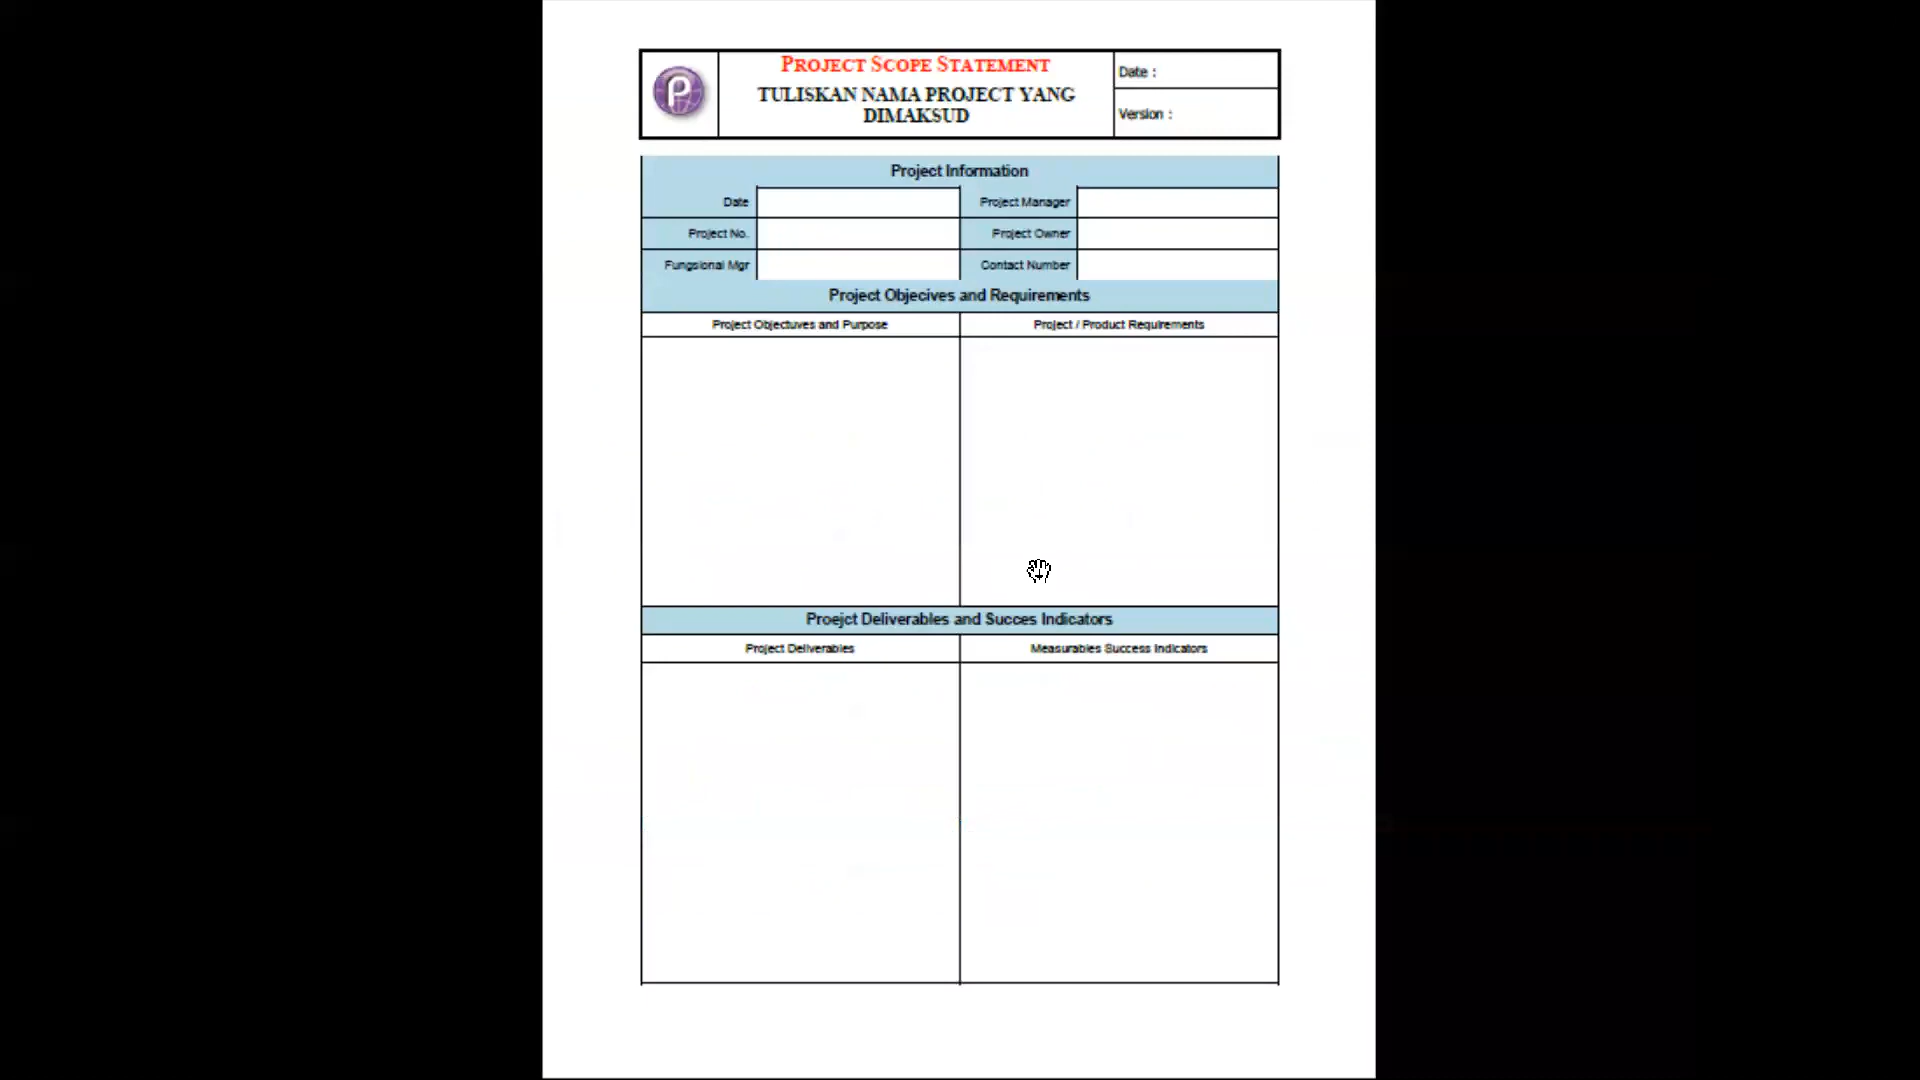 P
PROJECT SCOPE STATEMENT
TULISKAN NAMA PROJECT YANG
DIMAKSUD
Date :
Version :
Project Information
Date
Project Manager
Project No.
Project Owner
Fungsional Mgr
Contact Number
Project Objecives and Requirements
Project Objectuves and Purpose
Project / Product Requirements
Proejct Deliverables and Succes Indicators
Project Deliverables
Measurables Success Indicators